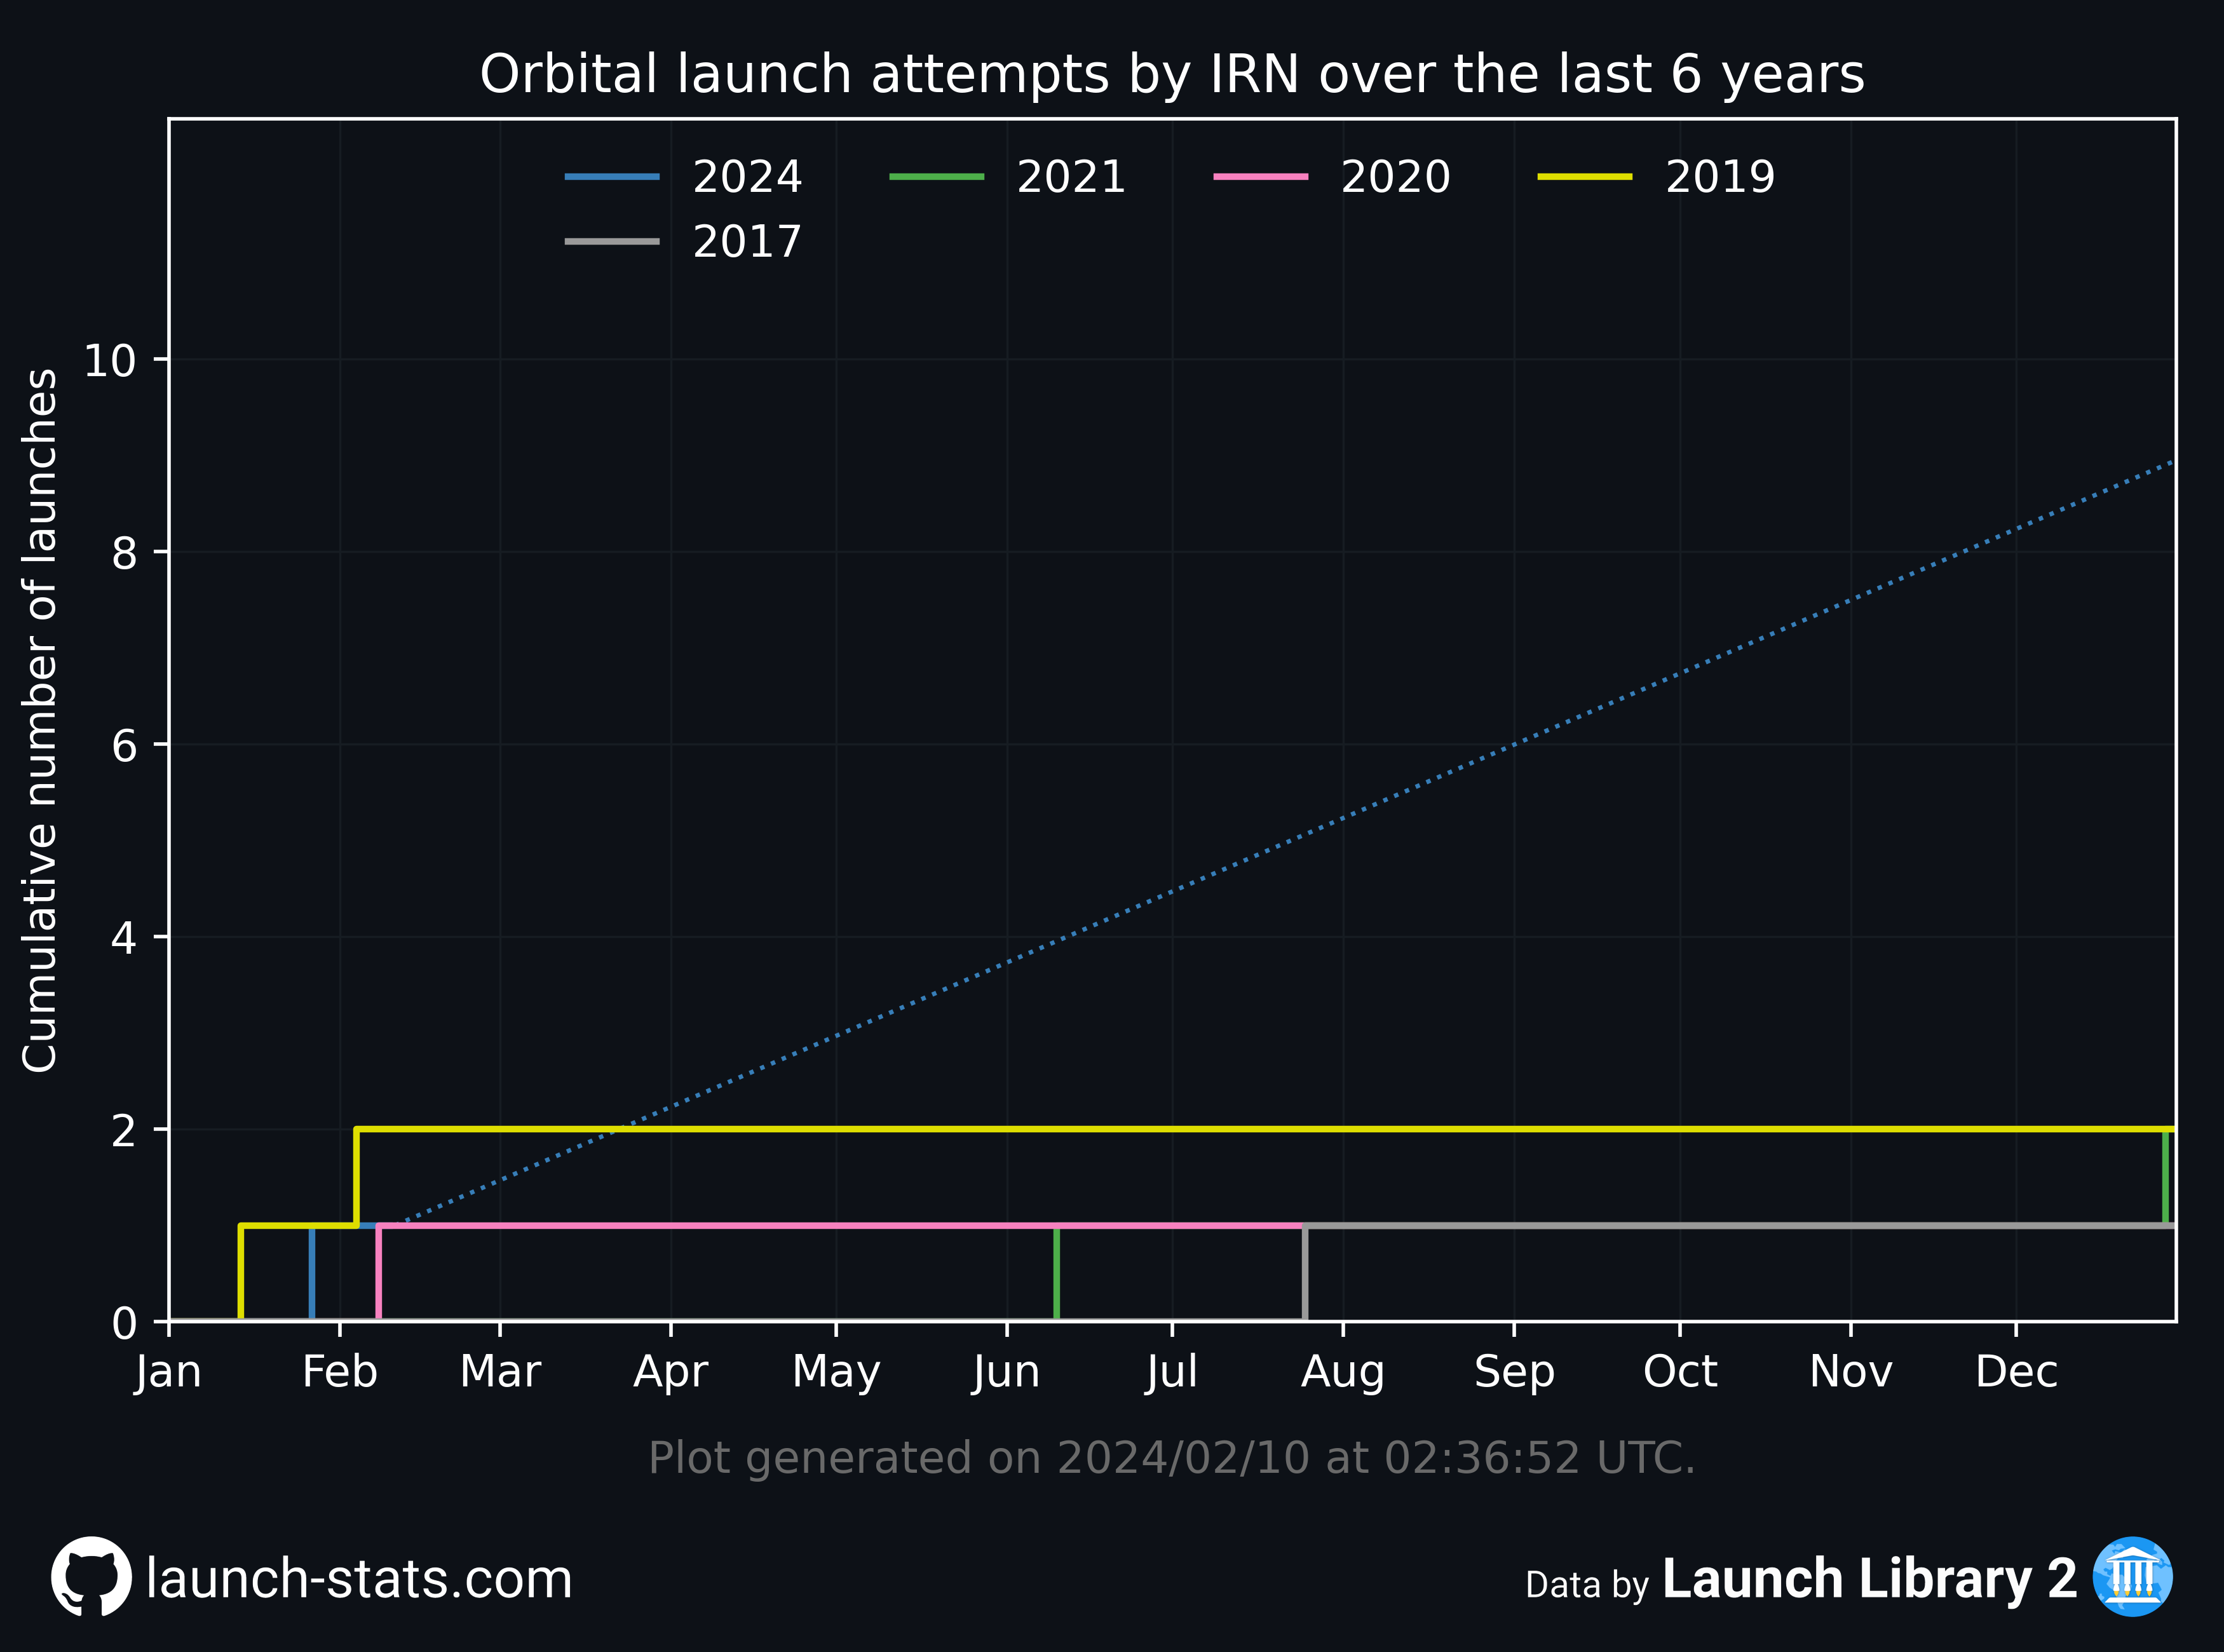 Orbital launch attempts by IRN over the last 6 years
2024 2021 2020 2019
2017
Cumulative number of launches
10
8
6
4
2
0
Jan Feb Mar Apr May Jun Jul Aug Sep Oct Nov Dec
Plot generated on 2024/02/10 at 02:36:52 UTC.
launch-stats.com
Data by Launch Library 2